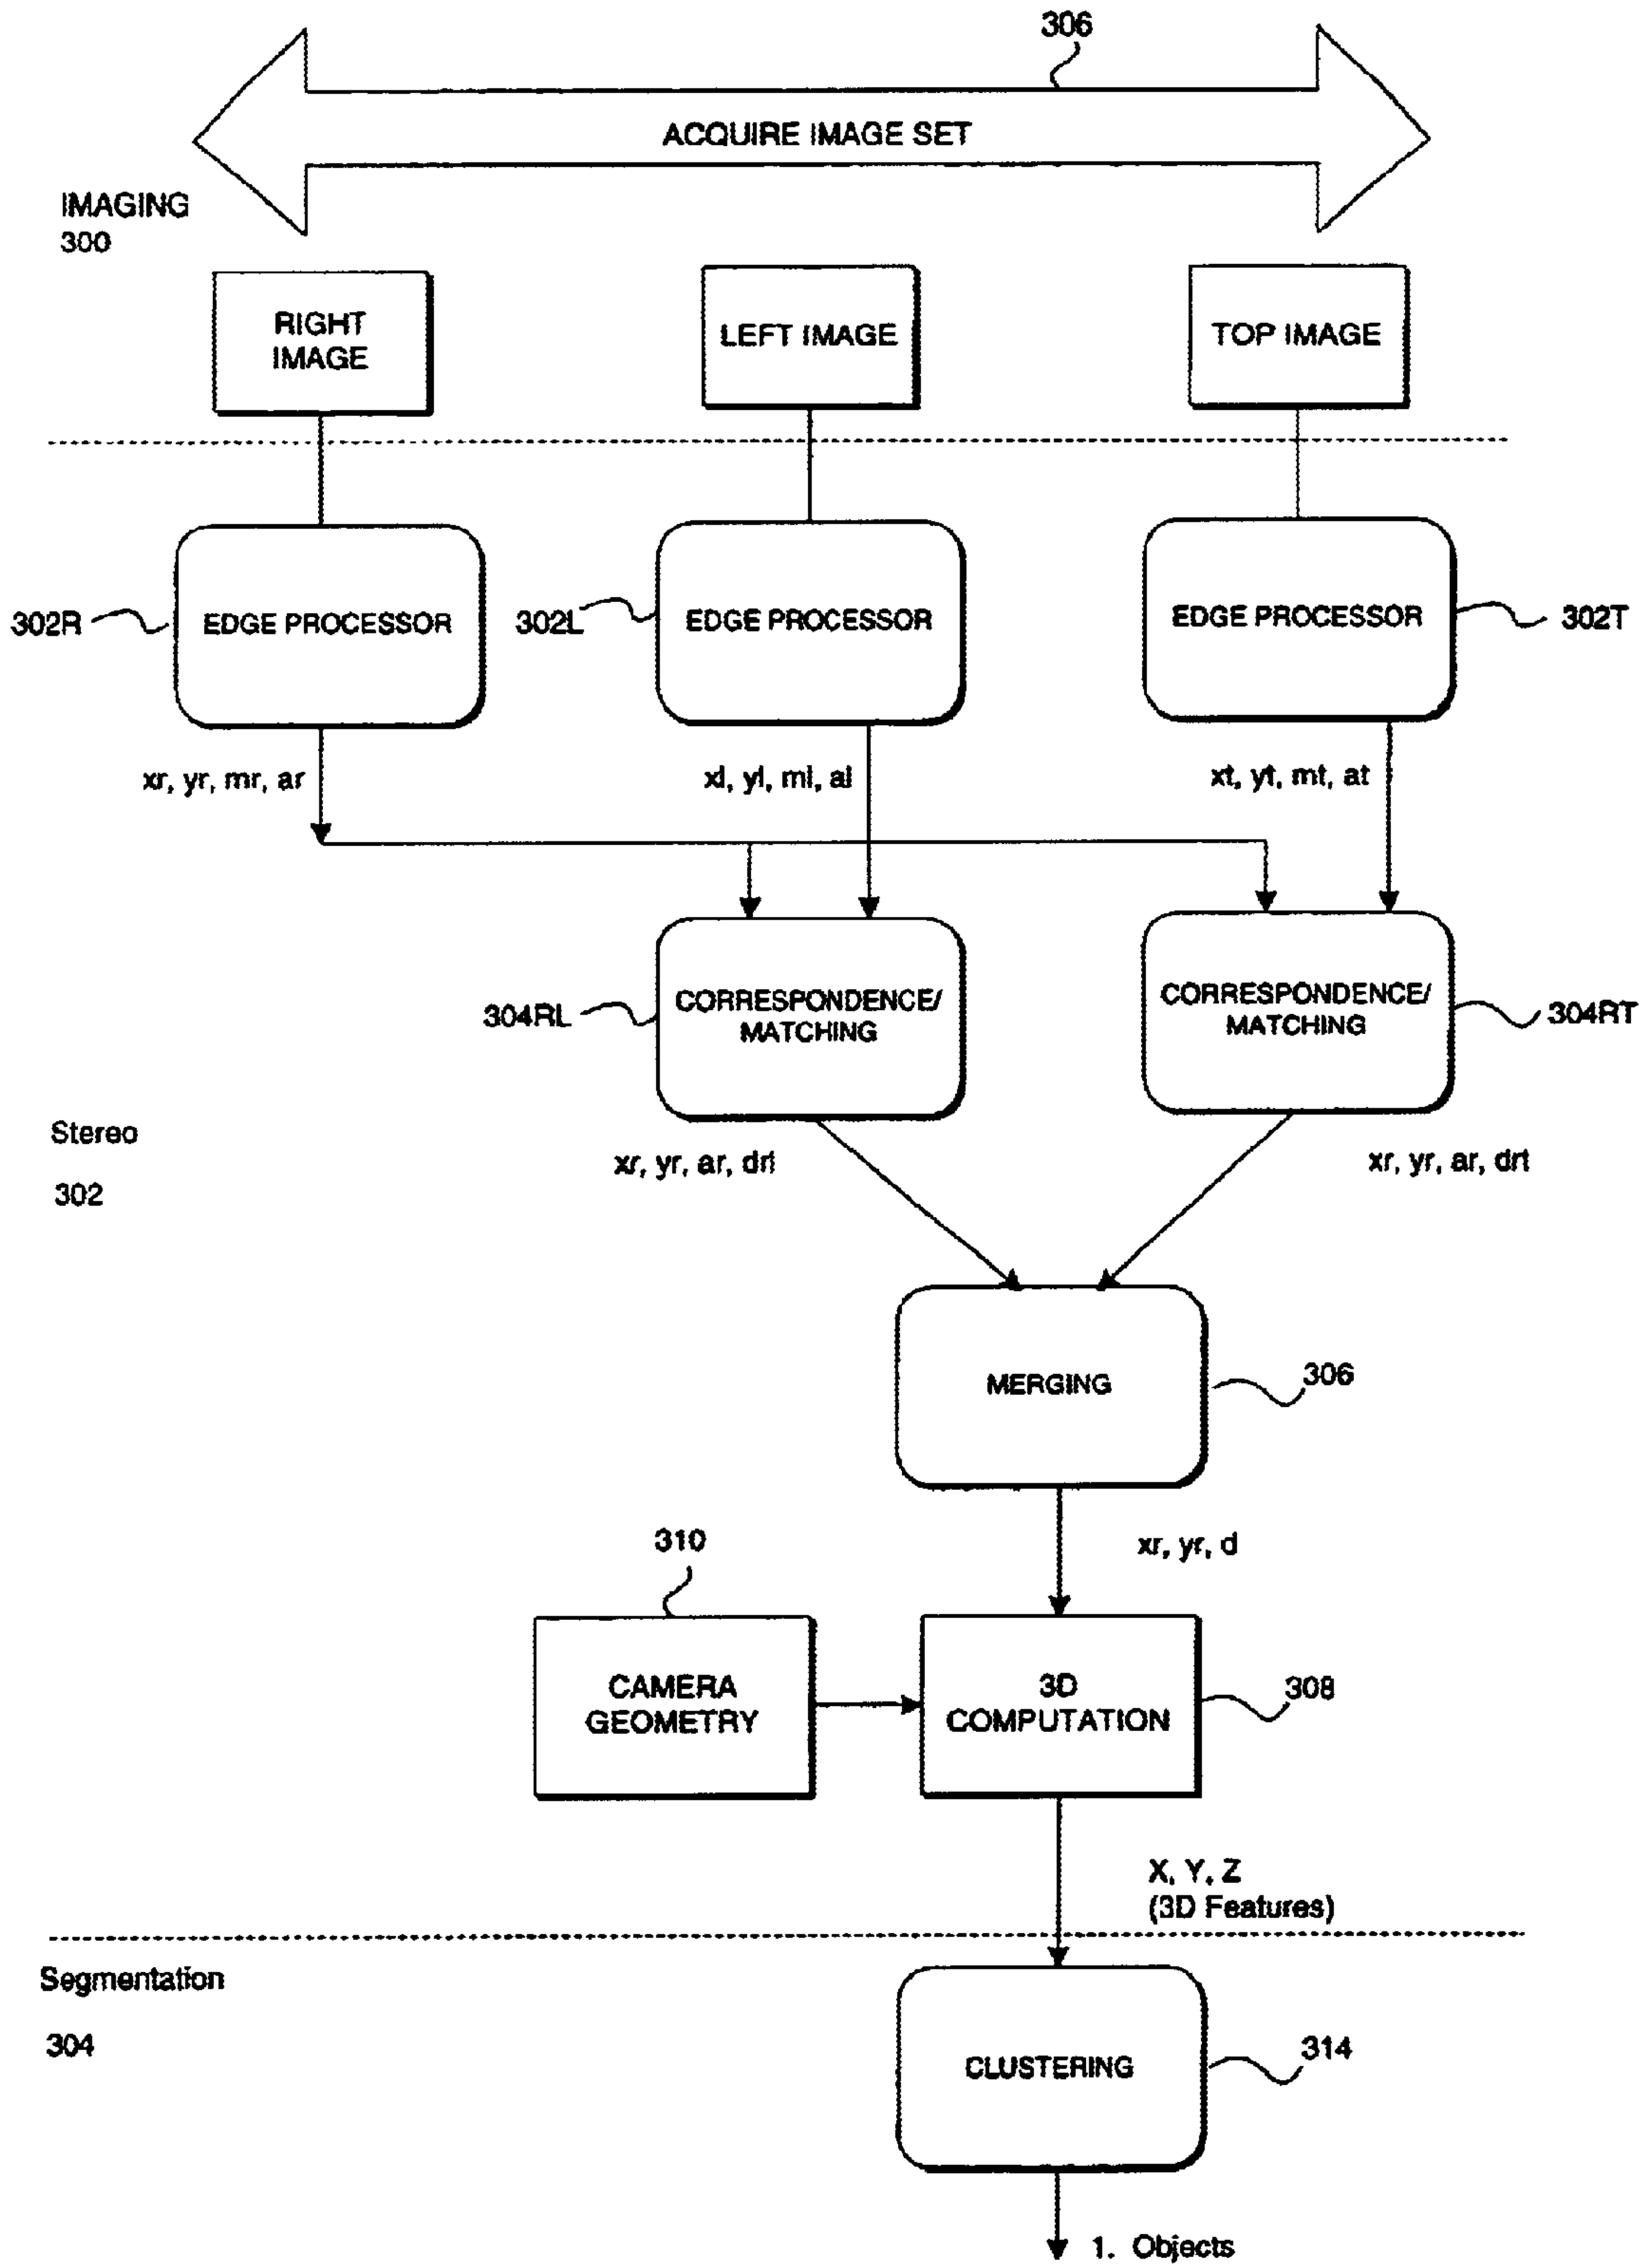 306
ACQUIRE IMAGE SET
IMAGING
300
RIGHT
IMAGE
LEFT IMAGE
TOP IMAGE
302R
EDGE PROCESSOR
302L
EDGE PROCESSOR
EDGE PROCESSOR
302T
xr, yr, mr, ar
xl, yl, ml, al
xt, yt, mt, at
304RL
CORRESPONDENCE/
MATCHING
CORRESPONDENCE/
MATCHING
304RT
Stereo
302
xr, yr, ar, drl
xr, yr, ar, drt
MERGING
306
xr, yr, d
310
CAMERA
GEOMETRY
3D
COMPUTATION
308
X, Y, Z
(3D Features)
Segmentation
304
CLUSTERING
314
1. Objects